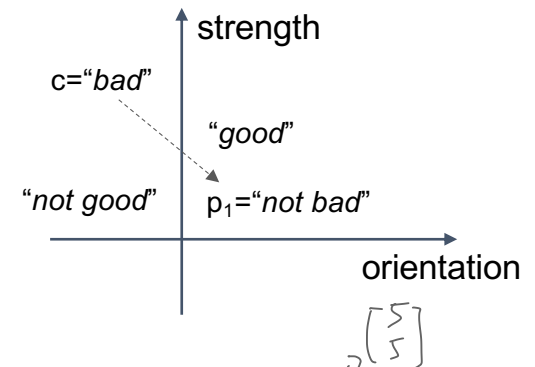 strength
c=“bad”
“good”
“not good” p₁=“not bad”
orientation
5
5